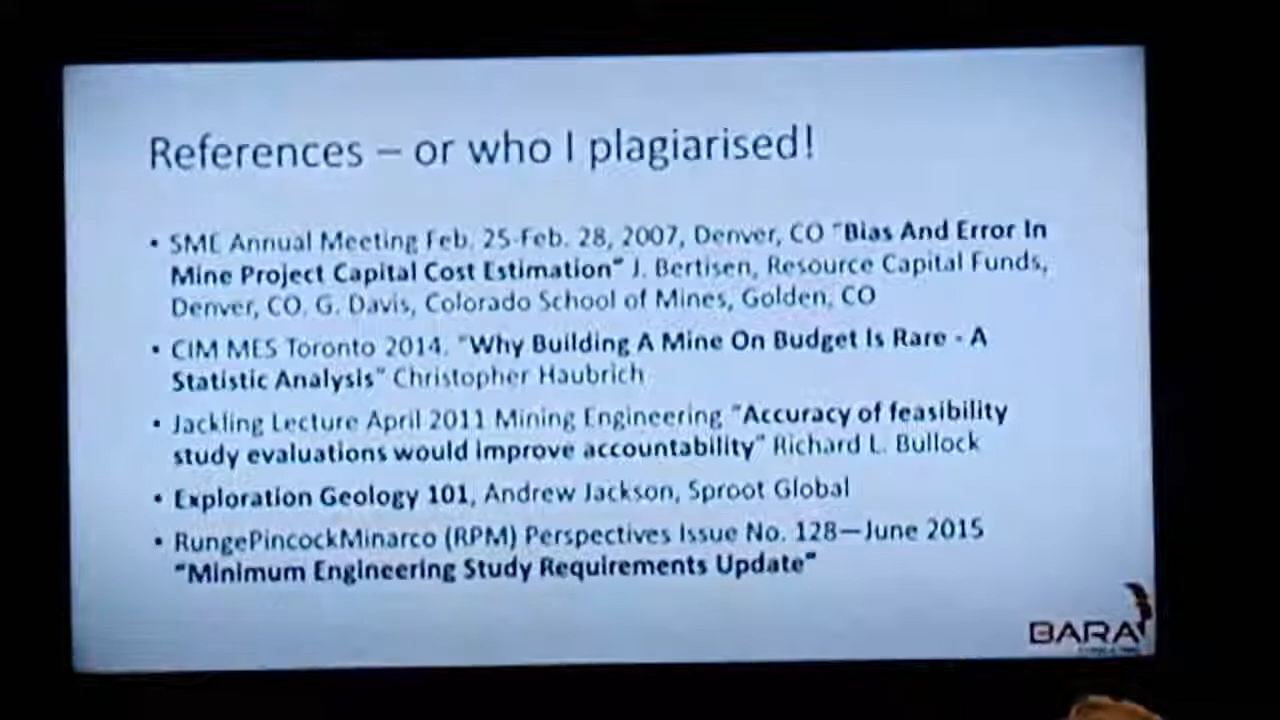 References – or who I plagiarised!
• SME Annual Meeting Feb. 25-Feb. 28, 2007, Denver, CO "Bias And Error In
Mine Project Capital Cost Estimation" J. Bertisen, Resource Capital Funds,
Denver, CO. G. Davis, Colorado School of Mines, Golden, CO
• CIM MES Toronto 2014. "Why Building A Mine On Budget Is Rare - A
Statistic Analysis" Christopher Haubrich
• Jackling Lecture April 2011 Mining Engineering "Accuracy of feasibility
study evaluations would improve accountability" Richard L. Bullock
• Exploration Geology 101, Andrew Jackson, Sproot Global
• RungePincockMinarco (RPM) Perspectives Issue No. 128—June 2015
"Minimum Engineering Study Requirements Update"
BARA